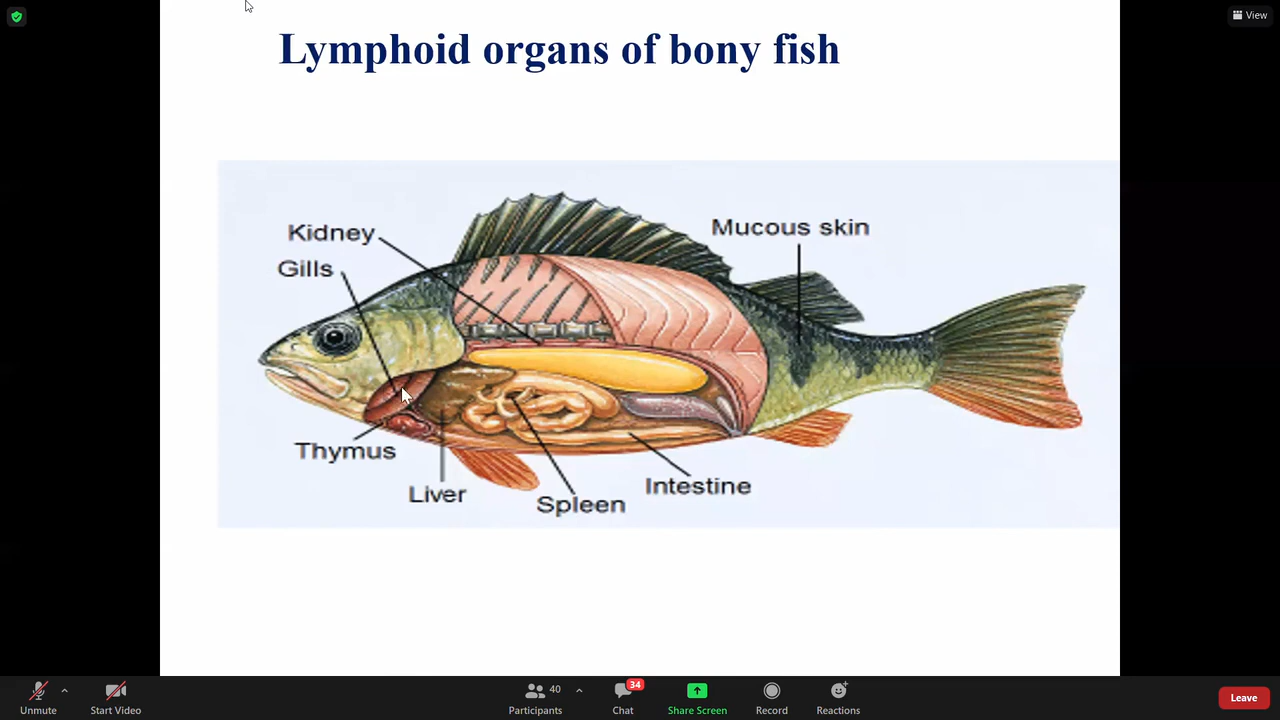 View
Lymphoid organs of bony fish
Kidney
Mucous skin
Gills
Thymus
Liver
Spleen
Intestine
40
34
Unmute
Start Video
Participants
Chat
Share Screen
Record
Reactions
Leave